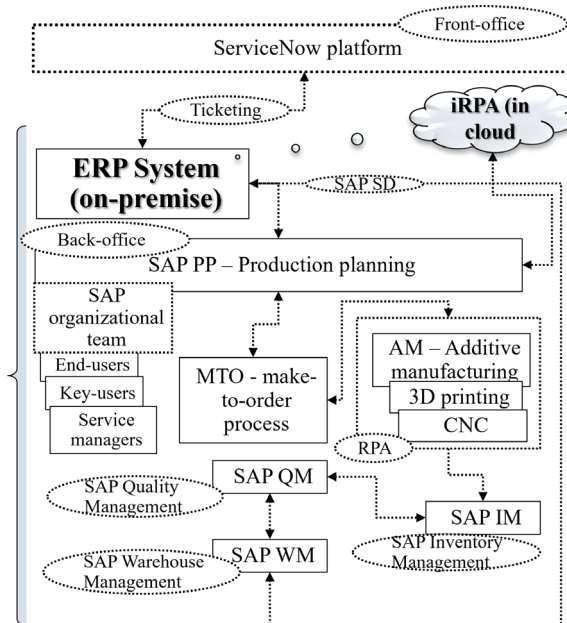 Front-office
ServiceNow platform
Ticketing
iRPA (in
cloud
ERP System
(on-premise)
SAP SD
Back-office
SAP PP – Production planning
SAP
organizational
team
End-users
Key-users
Service
managers
MTO - make-
to-order
process
AM – Additive
manufacturing
3D printing
CNC
RPA
SAP QM
SAP Quality
Management
SAP IM
SAP Inventory
Management
SAP WM
SAP Warehouse
Management